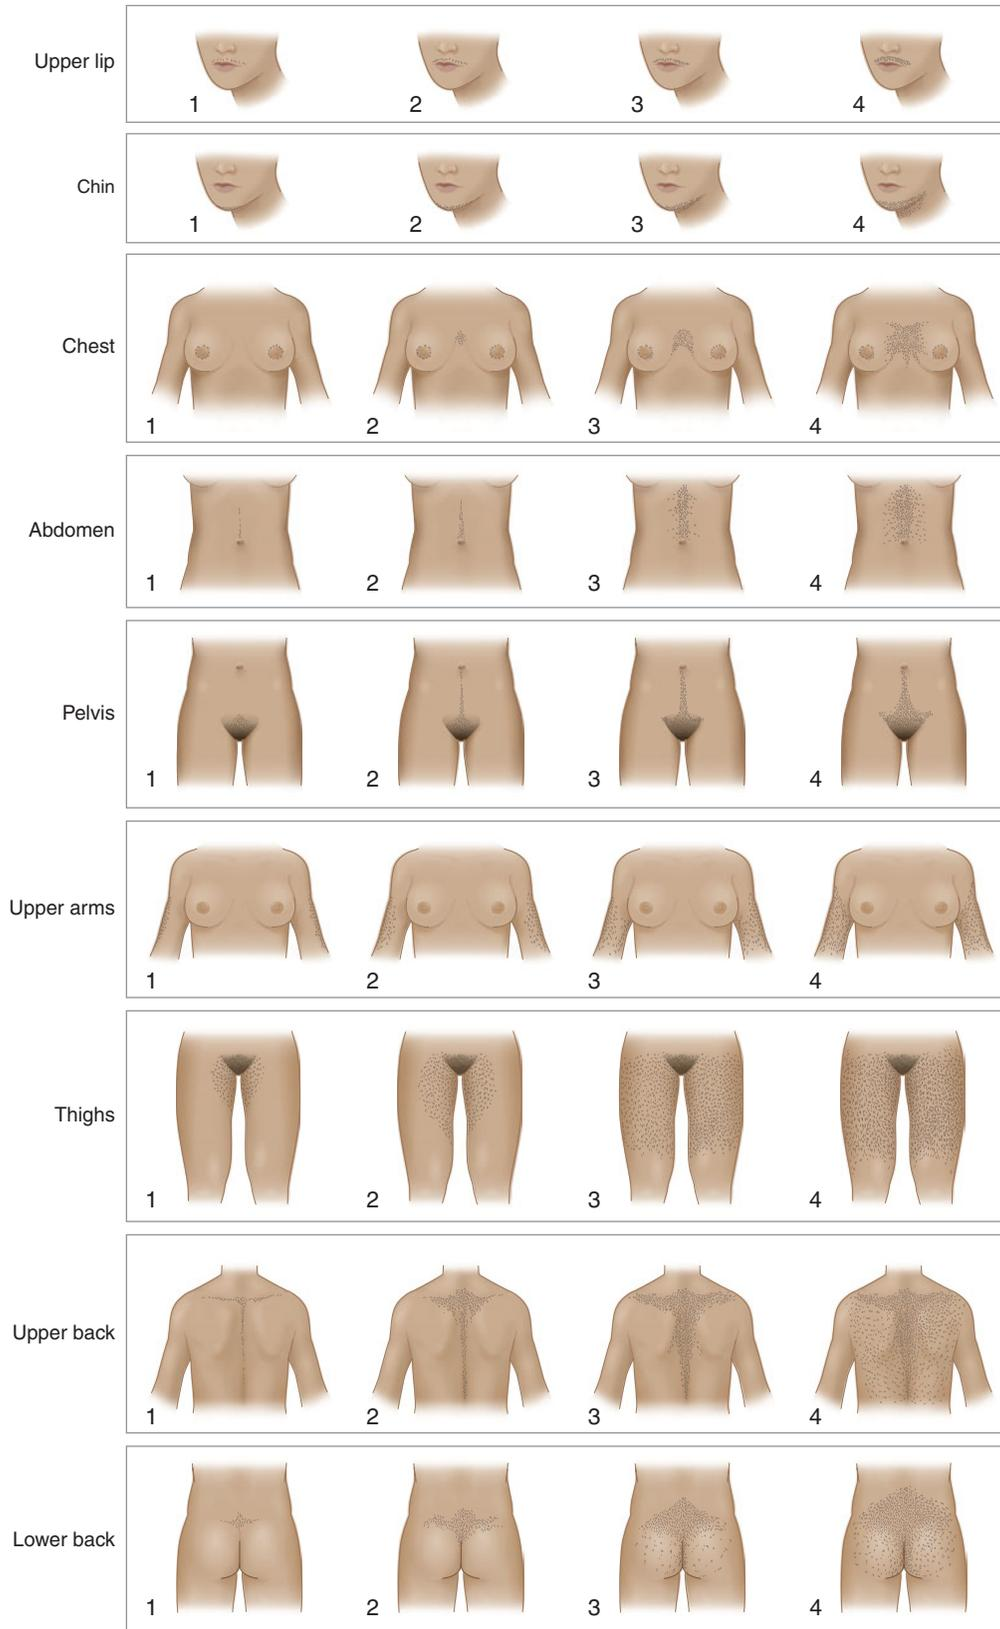 Upper lip
1 2 3 4
Chin
1 2 3 4
Chest
1 2 3 4
Abdomen
1 2 3 4
Pelvis
1 2 3 4
Upper arms
1 2 3 4
Thighs
1 2 3 4
Upper back
1 2 3 4
Lower back
1 2 3 4